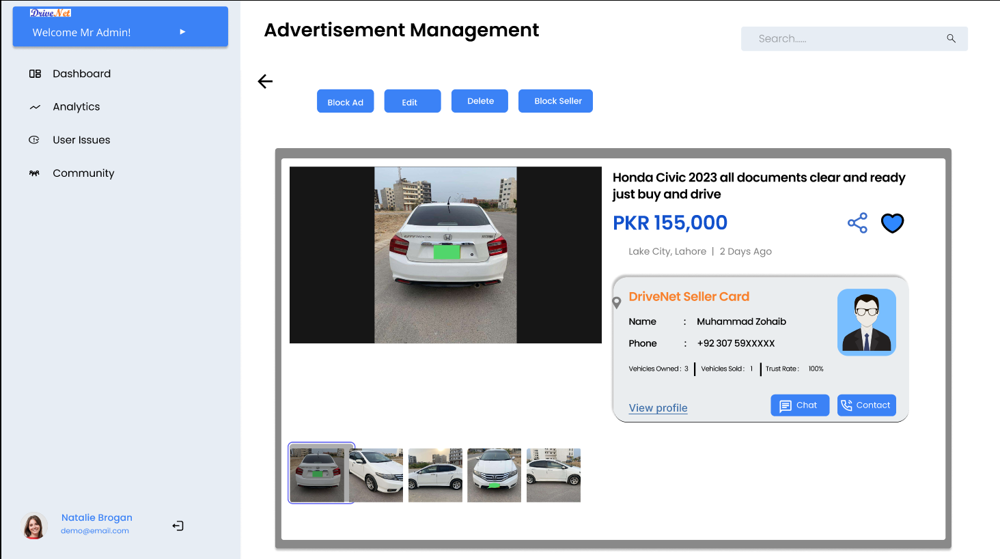 DriveNet
Welcome Mr Admin!
Dashboard
Analytics
User Issues
Community
Natalie Brogan
demo@email.com
Advertisement Management
Search......
Block Ad
Edit
Delete
Block Seller
Honda Civic 2023 all documents clear and ready
just buy and drive
PKR 155,000
Lake City, Lahore | 2 Days Ago
DriveNet Seller Card
Name : Muhammad Zohaib
Phone : +92 307 59XXXXX
Vehicles Owned : 3 Vehicles Sold : 1 Trust Rate : 100%
View profile
Chat
Contact